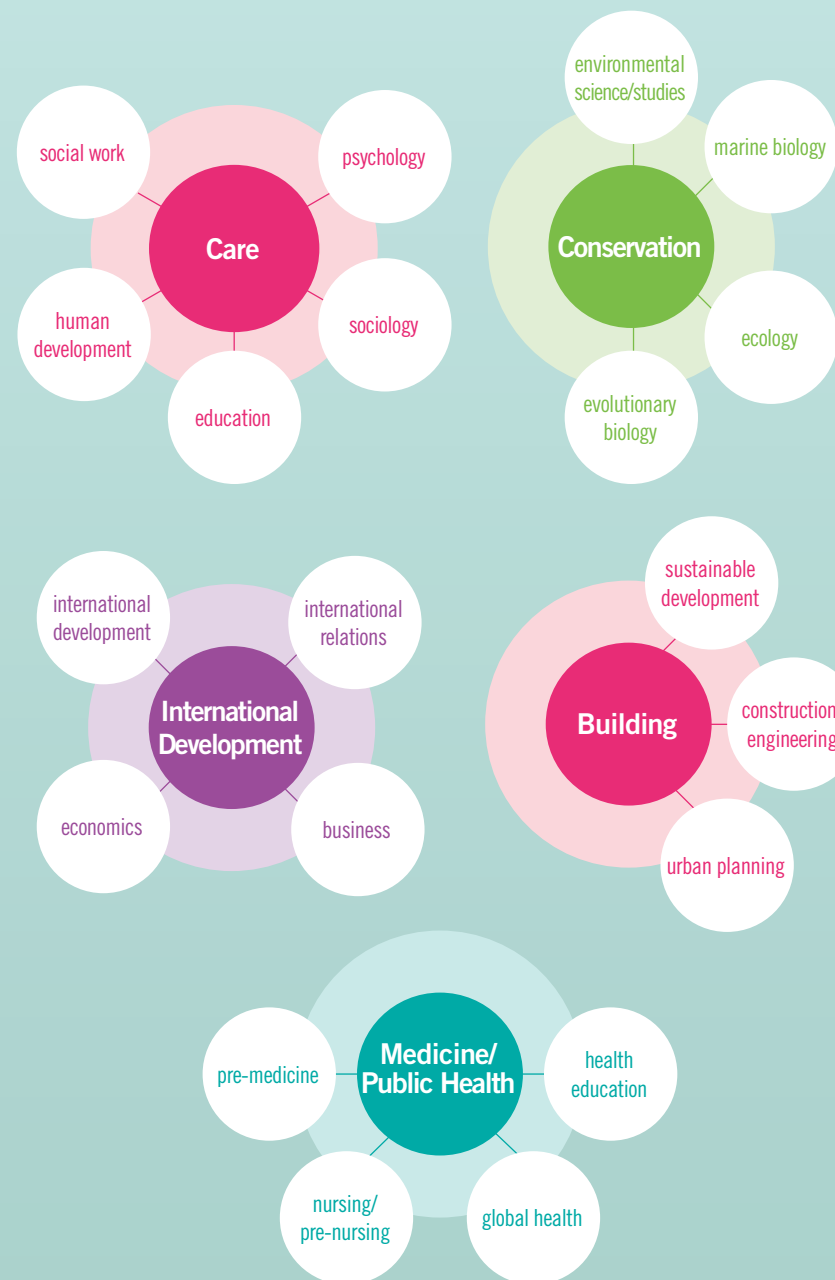 social work
psychology
Care
human
development
sociology
education
environmental
science/studies
marine biology
Conservation
ecology
evolutionary
biology
international
development
international
relations
International
Development
economics
business
sustainable
development
Building
construction
engineering
urban planning
Medicine/
Public Health
pre-medicine
health
education
nursing/
pre-nursing
global health